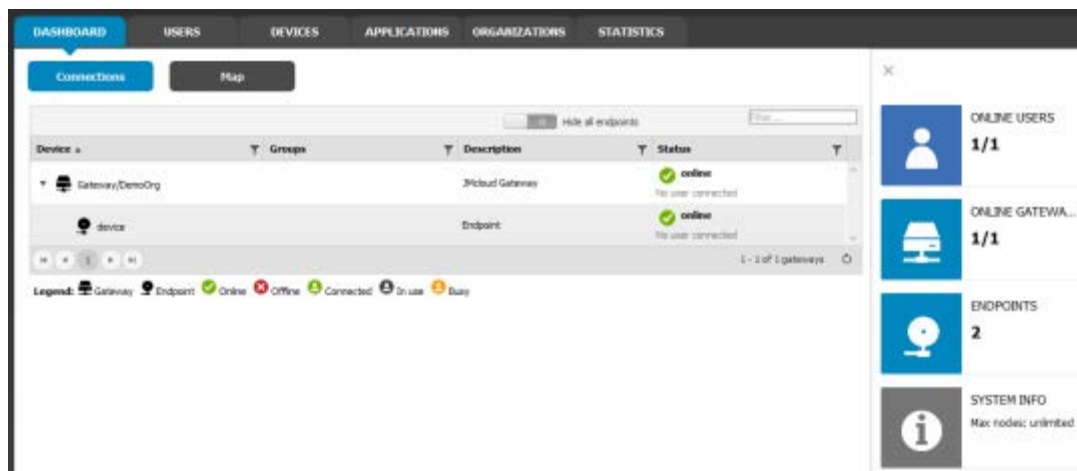 DASHBOARD USERS DEVICES APPLICATIONS ORGANIZATIONS STATISTICS
Connections Map
Hide all endpoints Filter...
Device Groups Description Status
Gateway/DemoOrg JMcloud Gateway online
No user connected
device Endpoint online
No user connected
1 1 - 1 of 1 gateways
Legend: Gateway Endpoint Online Offline Connected In use Busy
ONLINE USERS
1/1
ONLINE GATEWA...
1/1
ENDPOINTS
2
SYSTEM INFO
Max nodes: unlimited